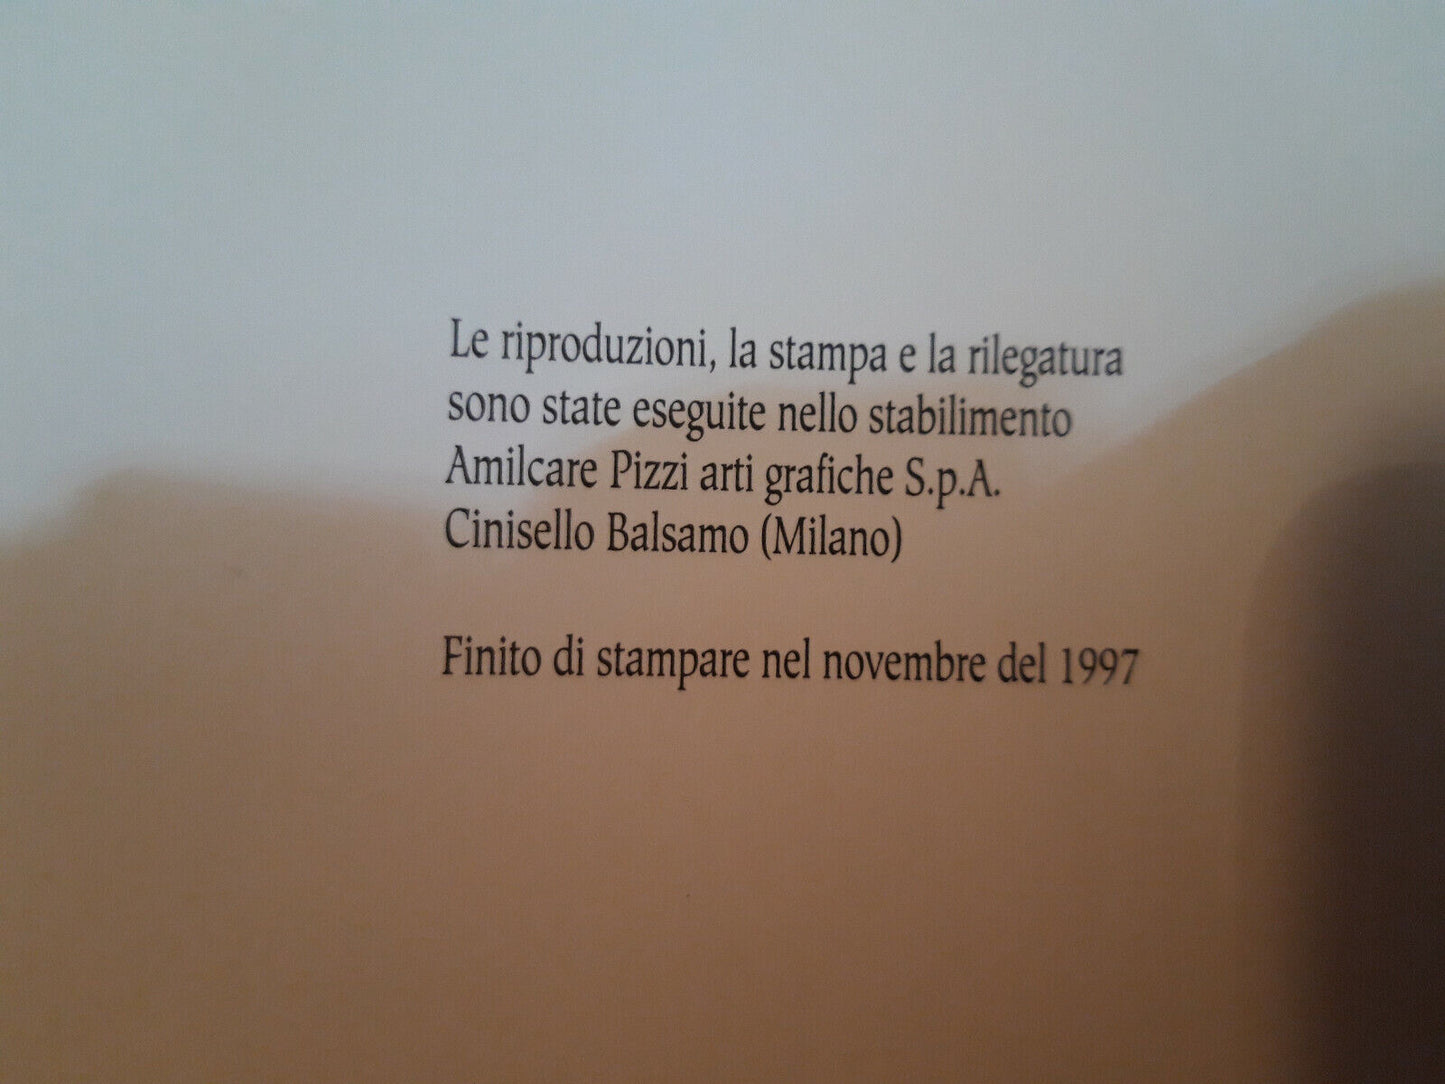 Le riproduzioni, la stampa e la rilegatura
sono state eseguite nello stabilimento
Amilcare Pizzi arti grafiche S.p.A.
Cinisello Balsamo (Milano)
Finito di stampare nel novembre del 1997